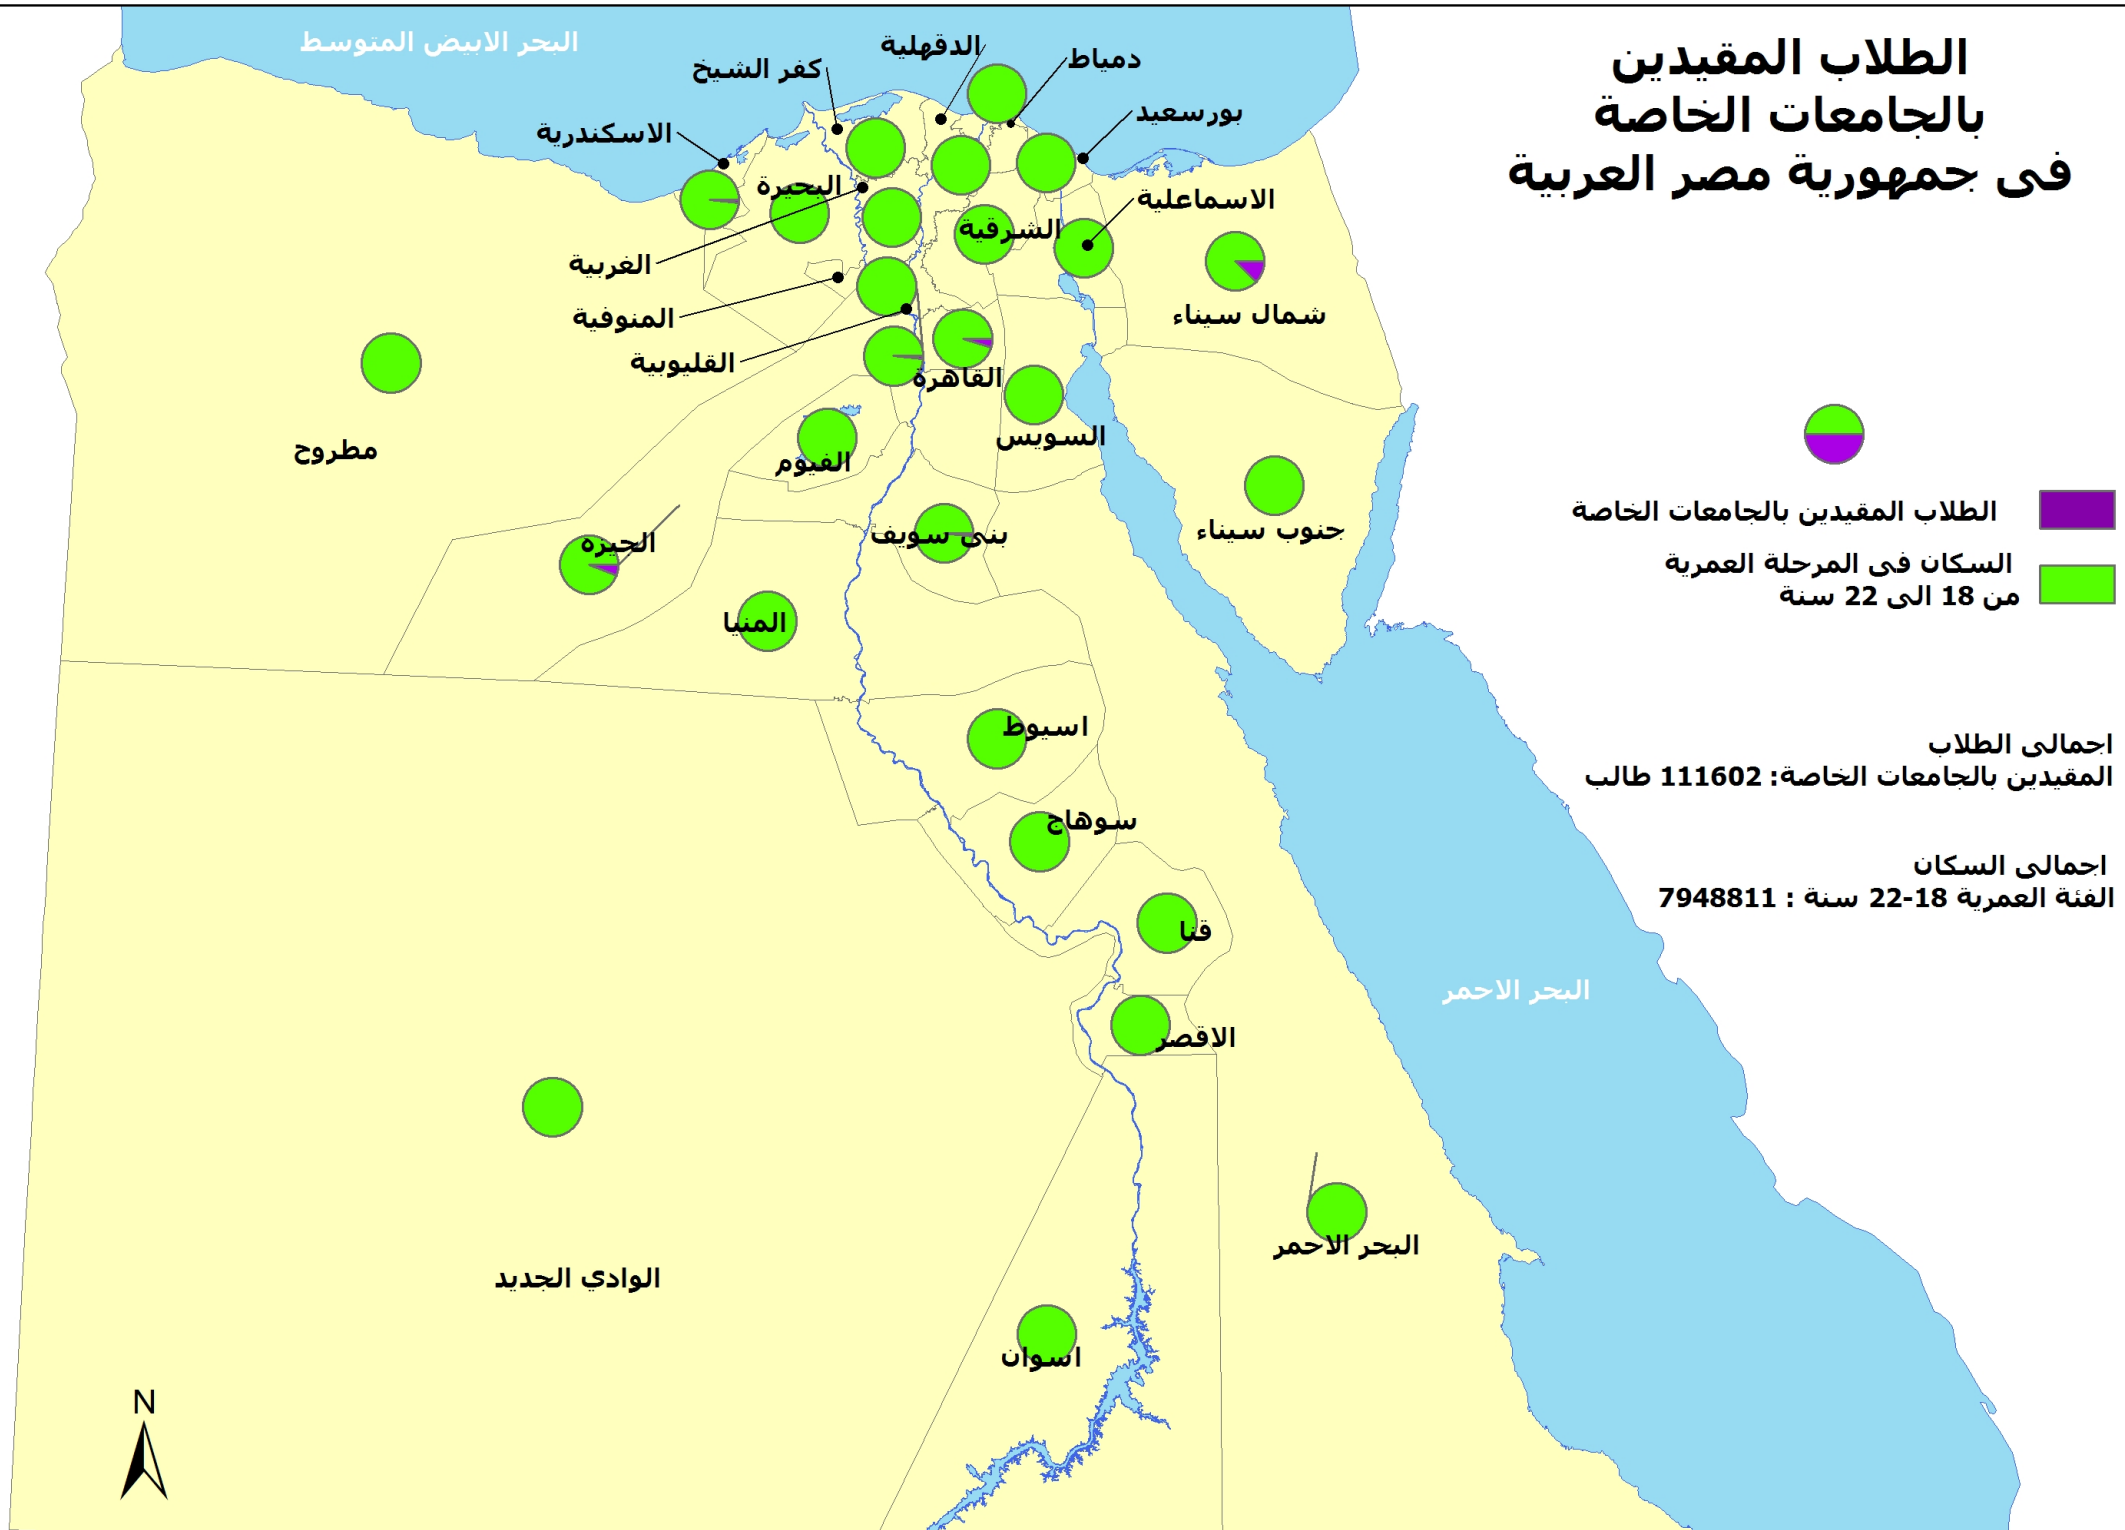 الطلاب المقيدين
بالجامعات الخاصة
فى جمهورية مصر العربية
البحر الابيض المتوسط
الدقهلية
دمياط
كفر الشيخ
بورسعيد
الاسكندرية
البحيرة
الاسماعلية
الشرقية
الغربية
شمال سيناء
المنوفية
القليوبية
القاهرة
السويس
مطروح
الفيوم
جنوب سيناء
بنى سويف
الجيزه
المنيا
الطلاب المقيدين بالجامعات الخاصة
السكان فى المرحلة العمرية
من 18 الى 22 سنة
اسيوط
اجمالى الطلاب
المقيدين بالجامعات الخاصة: 111602 طالب
سوهاج
اجمالى السكان
الفئة العمرية 18-22 سنة : 7948811
قنا
البحر الاحمر
الاقصر
البحر الاحمر
الوادي الجديد
اسوان
N